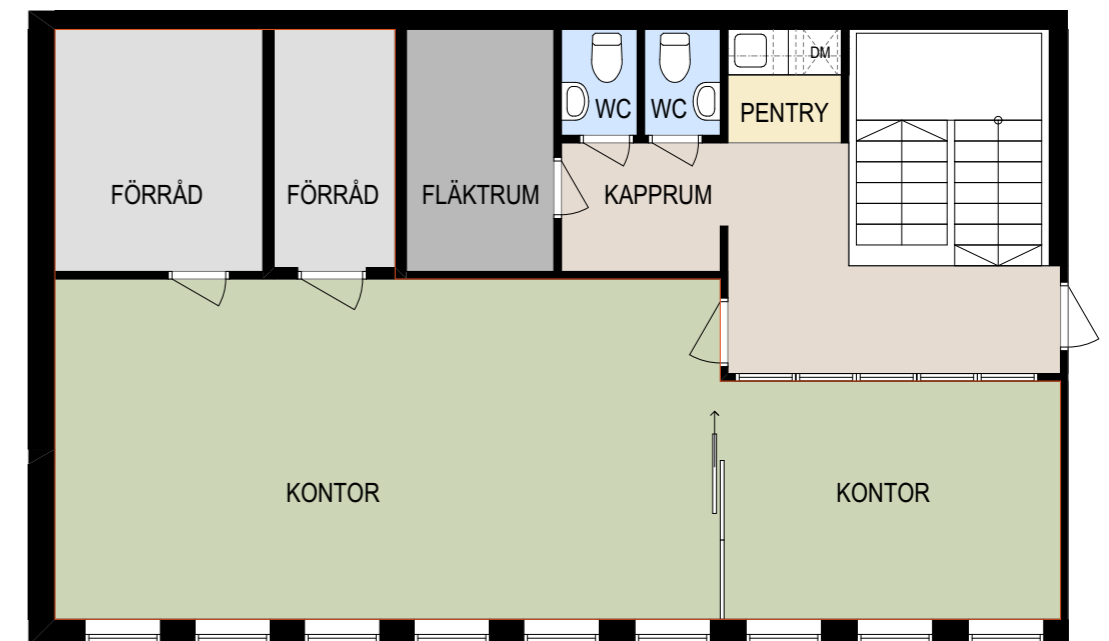 DM
WC WC
PENTRY
FÖRRÅD FÖRRÅD FLÄKTRUM KAPPRUM
KONTOR KONTOR